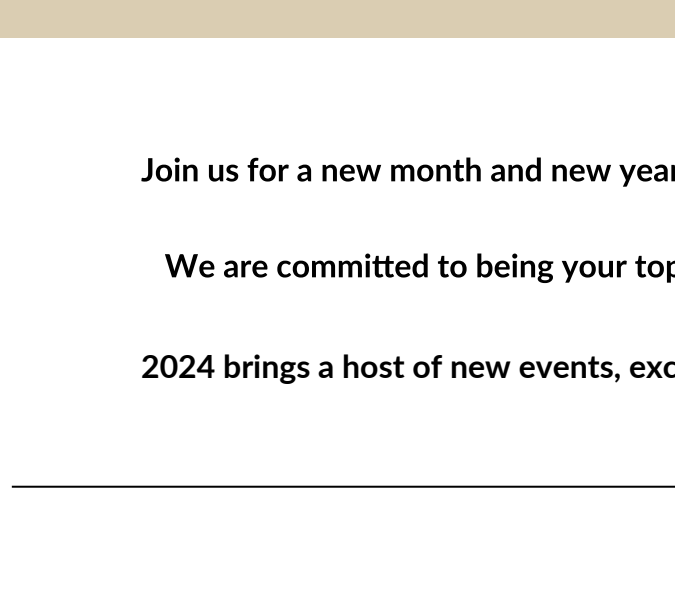 Join us for a new month and new year
We are committed to being your top
2024 brings a host of new events, exc